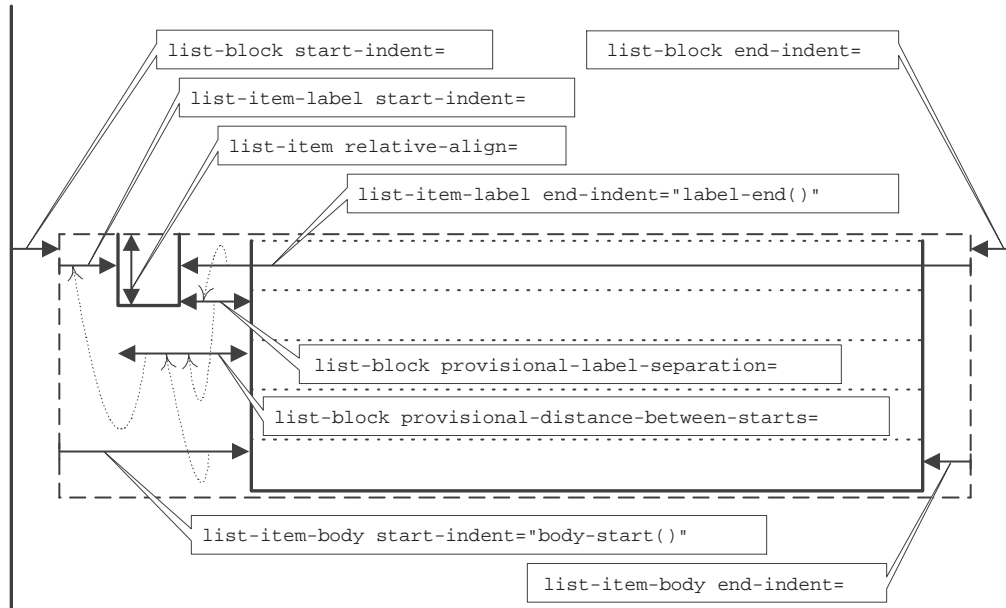 list-block start-indent=
list-block end-indent=
list-item-label start-indent=
list-item relative-align=
list-item-label end-indent="label-end()"
list-block provisional-label-separation=
list-block provisional-distance-between-starts=
list-item-body start-indent="body-start()"
list-item-body end-indent=